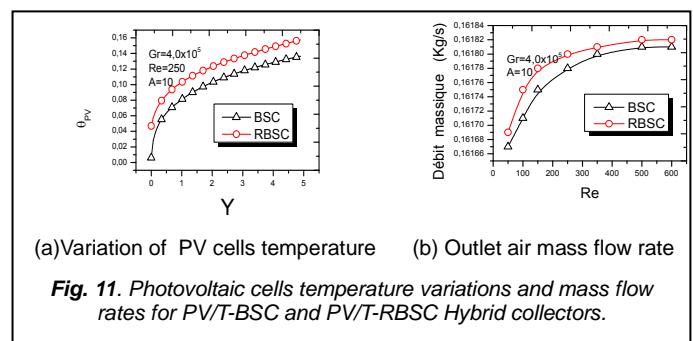 0,16
0,14
0,12
0,10
0,08
0,06
0,04
0,02
0,00
θPV
Gr=4,0x10⁵
Re=250
A=10
BSC
RBSC
0 1 2 3 4 5
Y
Débit massique (Kg/s)
0,16184
0,16182
0,16180
0,16178
0,16176
0,16174
0,16172
0,16170
0,16168
0,16166
Gr=4,0x10⁵
A=10
BSC
RBSC
0 100 200 300 400 500 600
Re
(a)Variation of PV cells temperature (b) Outlet air mass flow rate
Fig. 11. Photovoltaic cells temperature variations and mass flow
rates for PV/T-BSC and PV/T-RBSC Hybrid collectors.